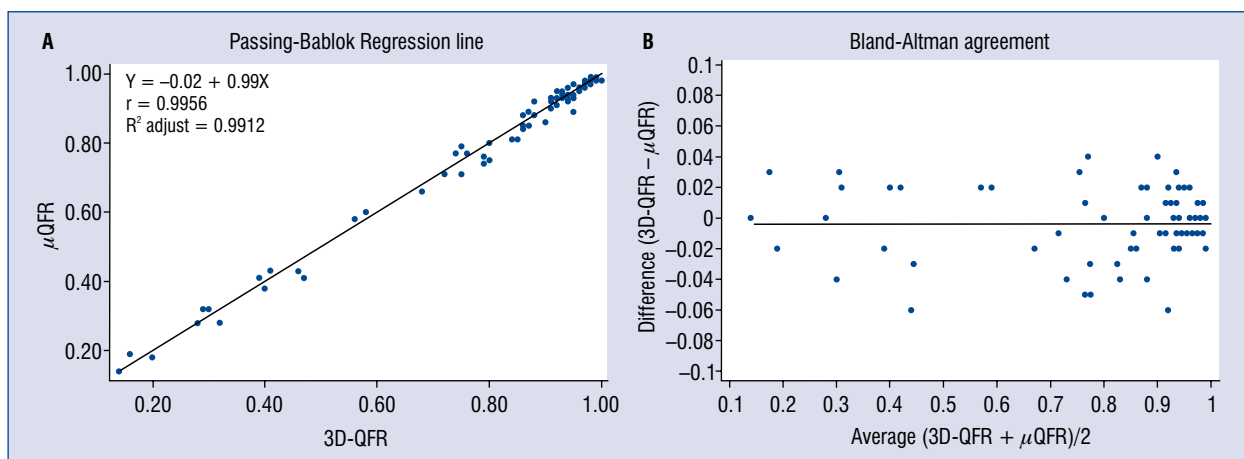 A
Passing-Bablok Regression line
Y = –0.02 + 0.99X
r = 0.9956
R² adjust = 0.9912
1.00
0.80
0.60
0.40
0.20
μQFR
0.20 0.40 0.60 0.80 1.00
3D-QFR
B
Bland-Altman agreement
0.1
0.08
0.06
0.04
0.02
0
–0.02
–0.04
–0.06
–0.08
–0.1
Difference (3D-QFR – μQFR)
0.1 0.2 0.3 0.4 0.5 0.6 0.7 0.8 0.9 1
Average (3D-QFR + μQFR)/2